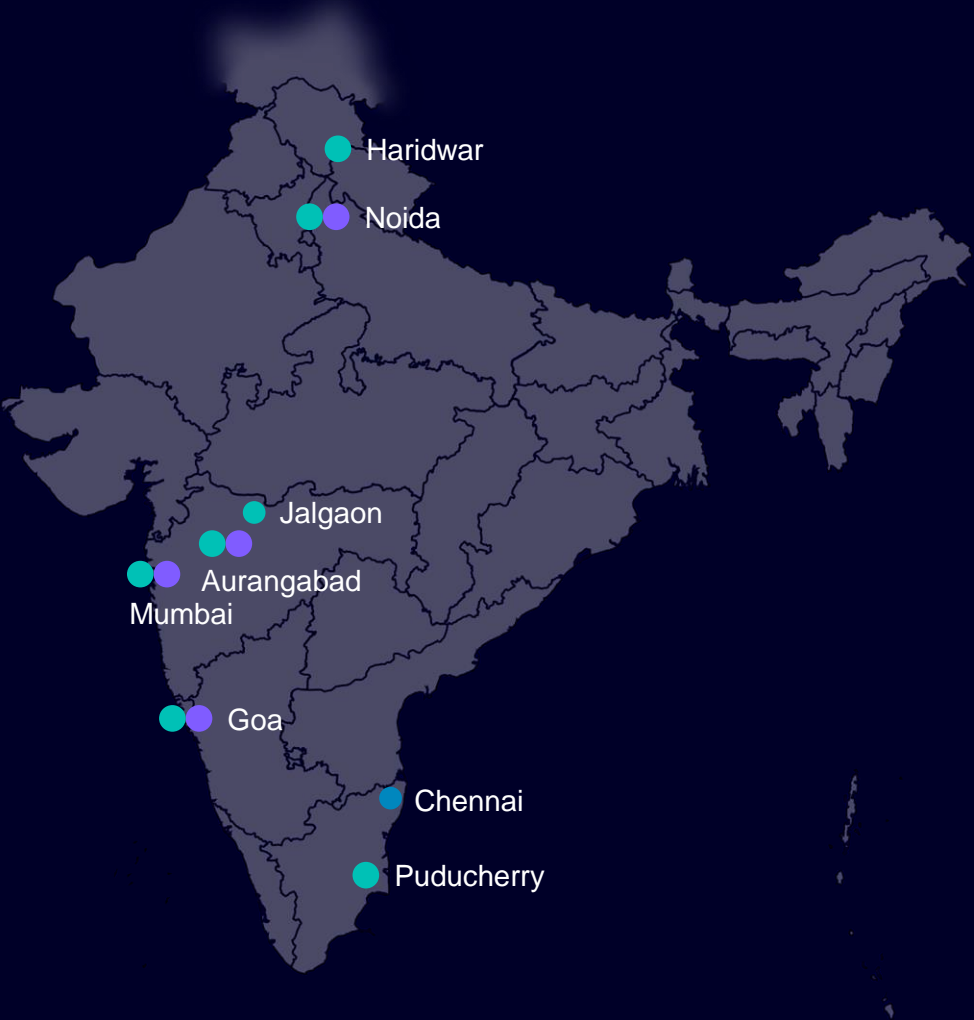 Haridwar
Noida
Jalgaon
Aurangabad
Mumbai
Goa
Chennai
Puducherry